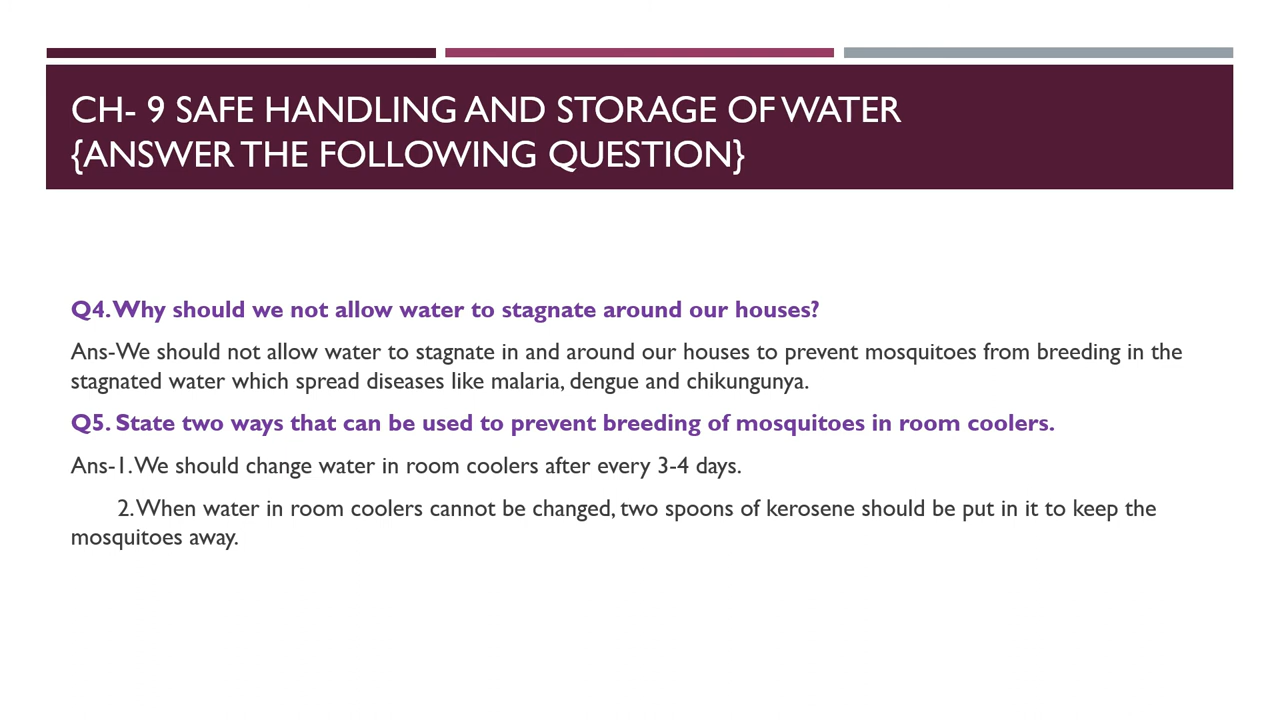 CH- 9 SAFE HANDLING AND STORAGE OF WATER
{ANSWER THE FOLLOWING QUESTION}
Q4. Why should we not allow water to stagnate around our houses?
Ans-We should not allow water to stagnate in and around our houses to prevent mosquitoes from breeding in the
stagnated water which spread diseases like malaria, dengue and chikungunya.
Q5. State two ways that can be used to prevent breeding of mosquitoes in room coolers.
Ans-1. We should change water in room coolers after every 3-4 days.
2. When water in room coolers cannot be changed, two spoons of kerosene should be put in it to keep the
mosquitoes away.